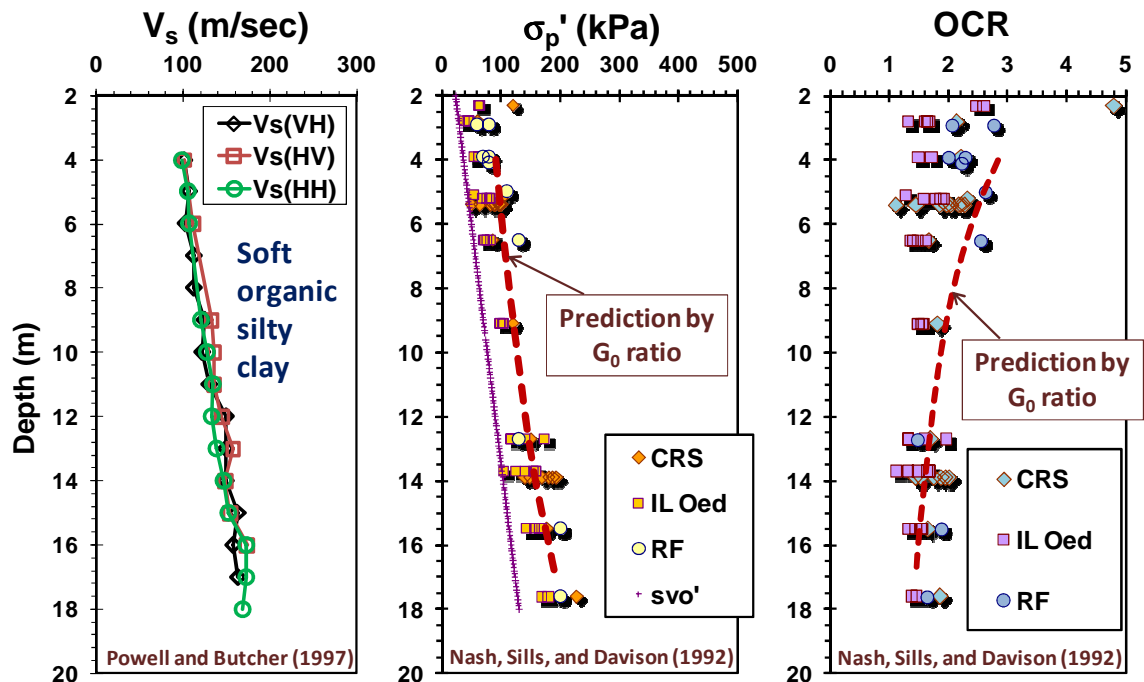 Vs (m/sec)
0 100 200 300
Vs(VH)
Vs(HV)
Vs(HH)
Soft
organic
silty
clay
Powell and Butcher (1997)
Depth (m)
σp' (kPa)
0 100 200 300 400 500
2
4
6
8
10
12
14
16
18
20
Prediction by
G0 ratio
CRS
IL Oed
RF
svo'
Nash, Sills, and Davison (1992)
OCR
0 1 2 3 4 5
2
4
6
8
10
12
14
16
18
20
Prediction by
G0 ratio
CRS
IL Oed
RF
Nash, Sills, and Davison (1992)
2
4
6
8
10
12
14
16
18
20